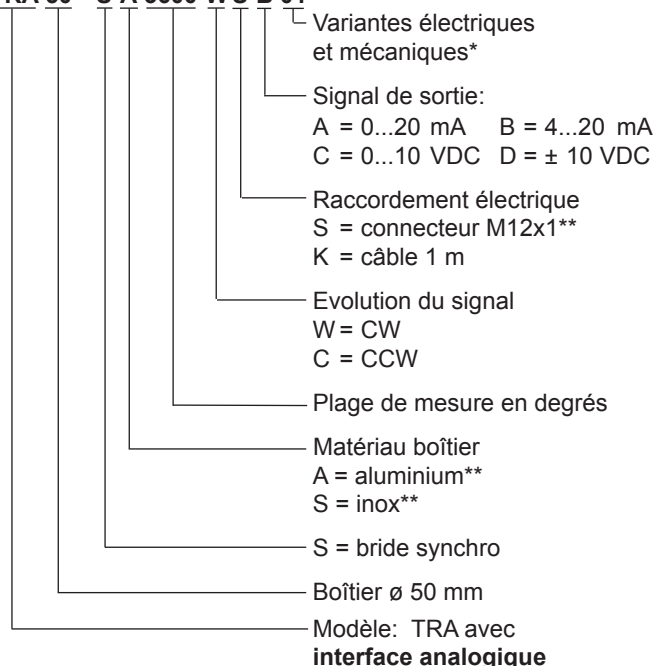 Variantes électriques
et mécaniques*
Signal de sortie:
A = 0...20 mA B = 4...20 mA
C = 0...10 VDC D = ± 10 VDC
Raccordement électrique
S = connecteur M12x1**
K = câble 1 m
Evolution du signal
W = CW
C = CCW
Plage de mesure en degrés
Matériau boîtier
A = aluminium**
S = inox**
S = bride synchro
Boîtier ø 50 mm
Modèle: TRA avec
interface analogique